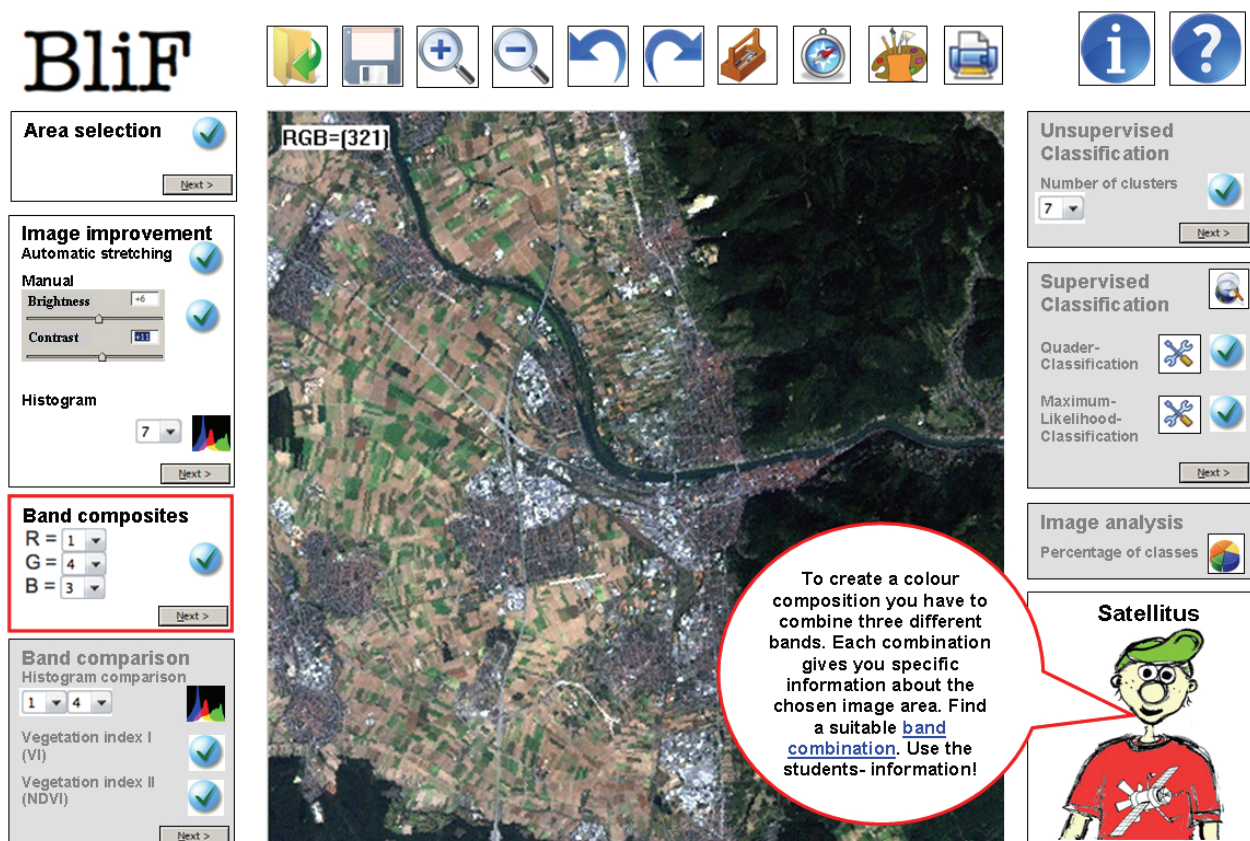 BliF
Area selection
Next >
Image improvement
Automatic stretching
Manual
Brightness +6
Contrast +11
Histogram
7
Next >
Band composites
R = 1
G = 4
B = 3
Next >
Band comparison
Histogram comparison
1 4
Vegetation index I
(VI)
Vegetation index II
(NDVI)
Next >
RGB=(321)
To create a colour
composition you have to
combine three different
bands. Each combination
gives you specific
information about the
chosen image area. Find
a suitable band
combination. Use the
students- information!
i ?
Unsupervised
Classification
Number of clusters
7
Next >
Supervised
Classification
Quader-
Classification
Maximum-
Likelihood-
Classification
Next >
Image analysis
Percentage of classes
Satellitus